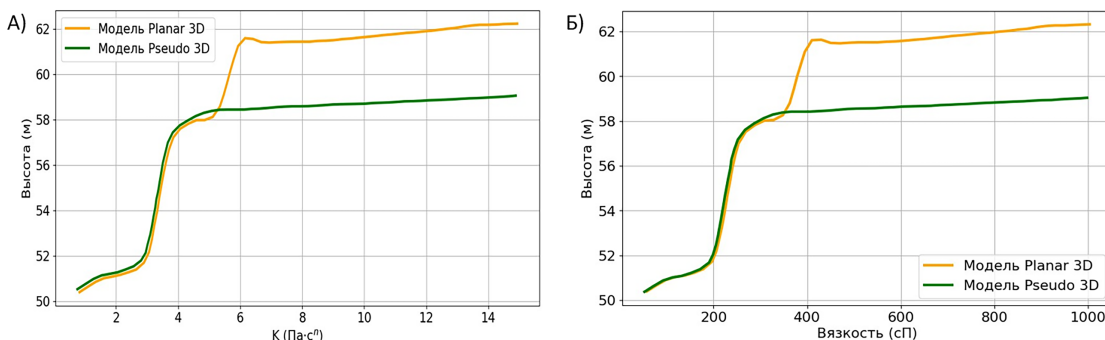 А)
Модель Planar 3D
Модель Pseudo 3D
Высота (м)
62
60
58
56
54
52
50
2 4 6 8 10 12 14
K (Па·сⁿ)
Б)
Высота (м)
62
60
58
56
54
52
50
Модель Planar 3D
Модель Pseudo 3D
200 400 600 800 1000
Вязкость (сП)